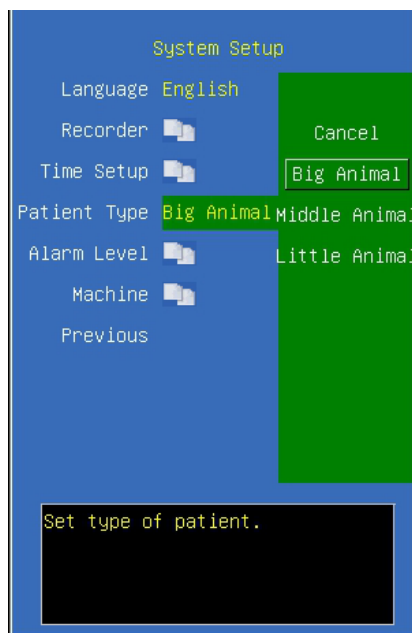 System Setup
Language English
Recorder Cancel
Time Setup Big Animal
Patient Type Big Animal Middle Animal
Alarm Level Little Animal
Machine
Previous
Set type of patient.